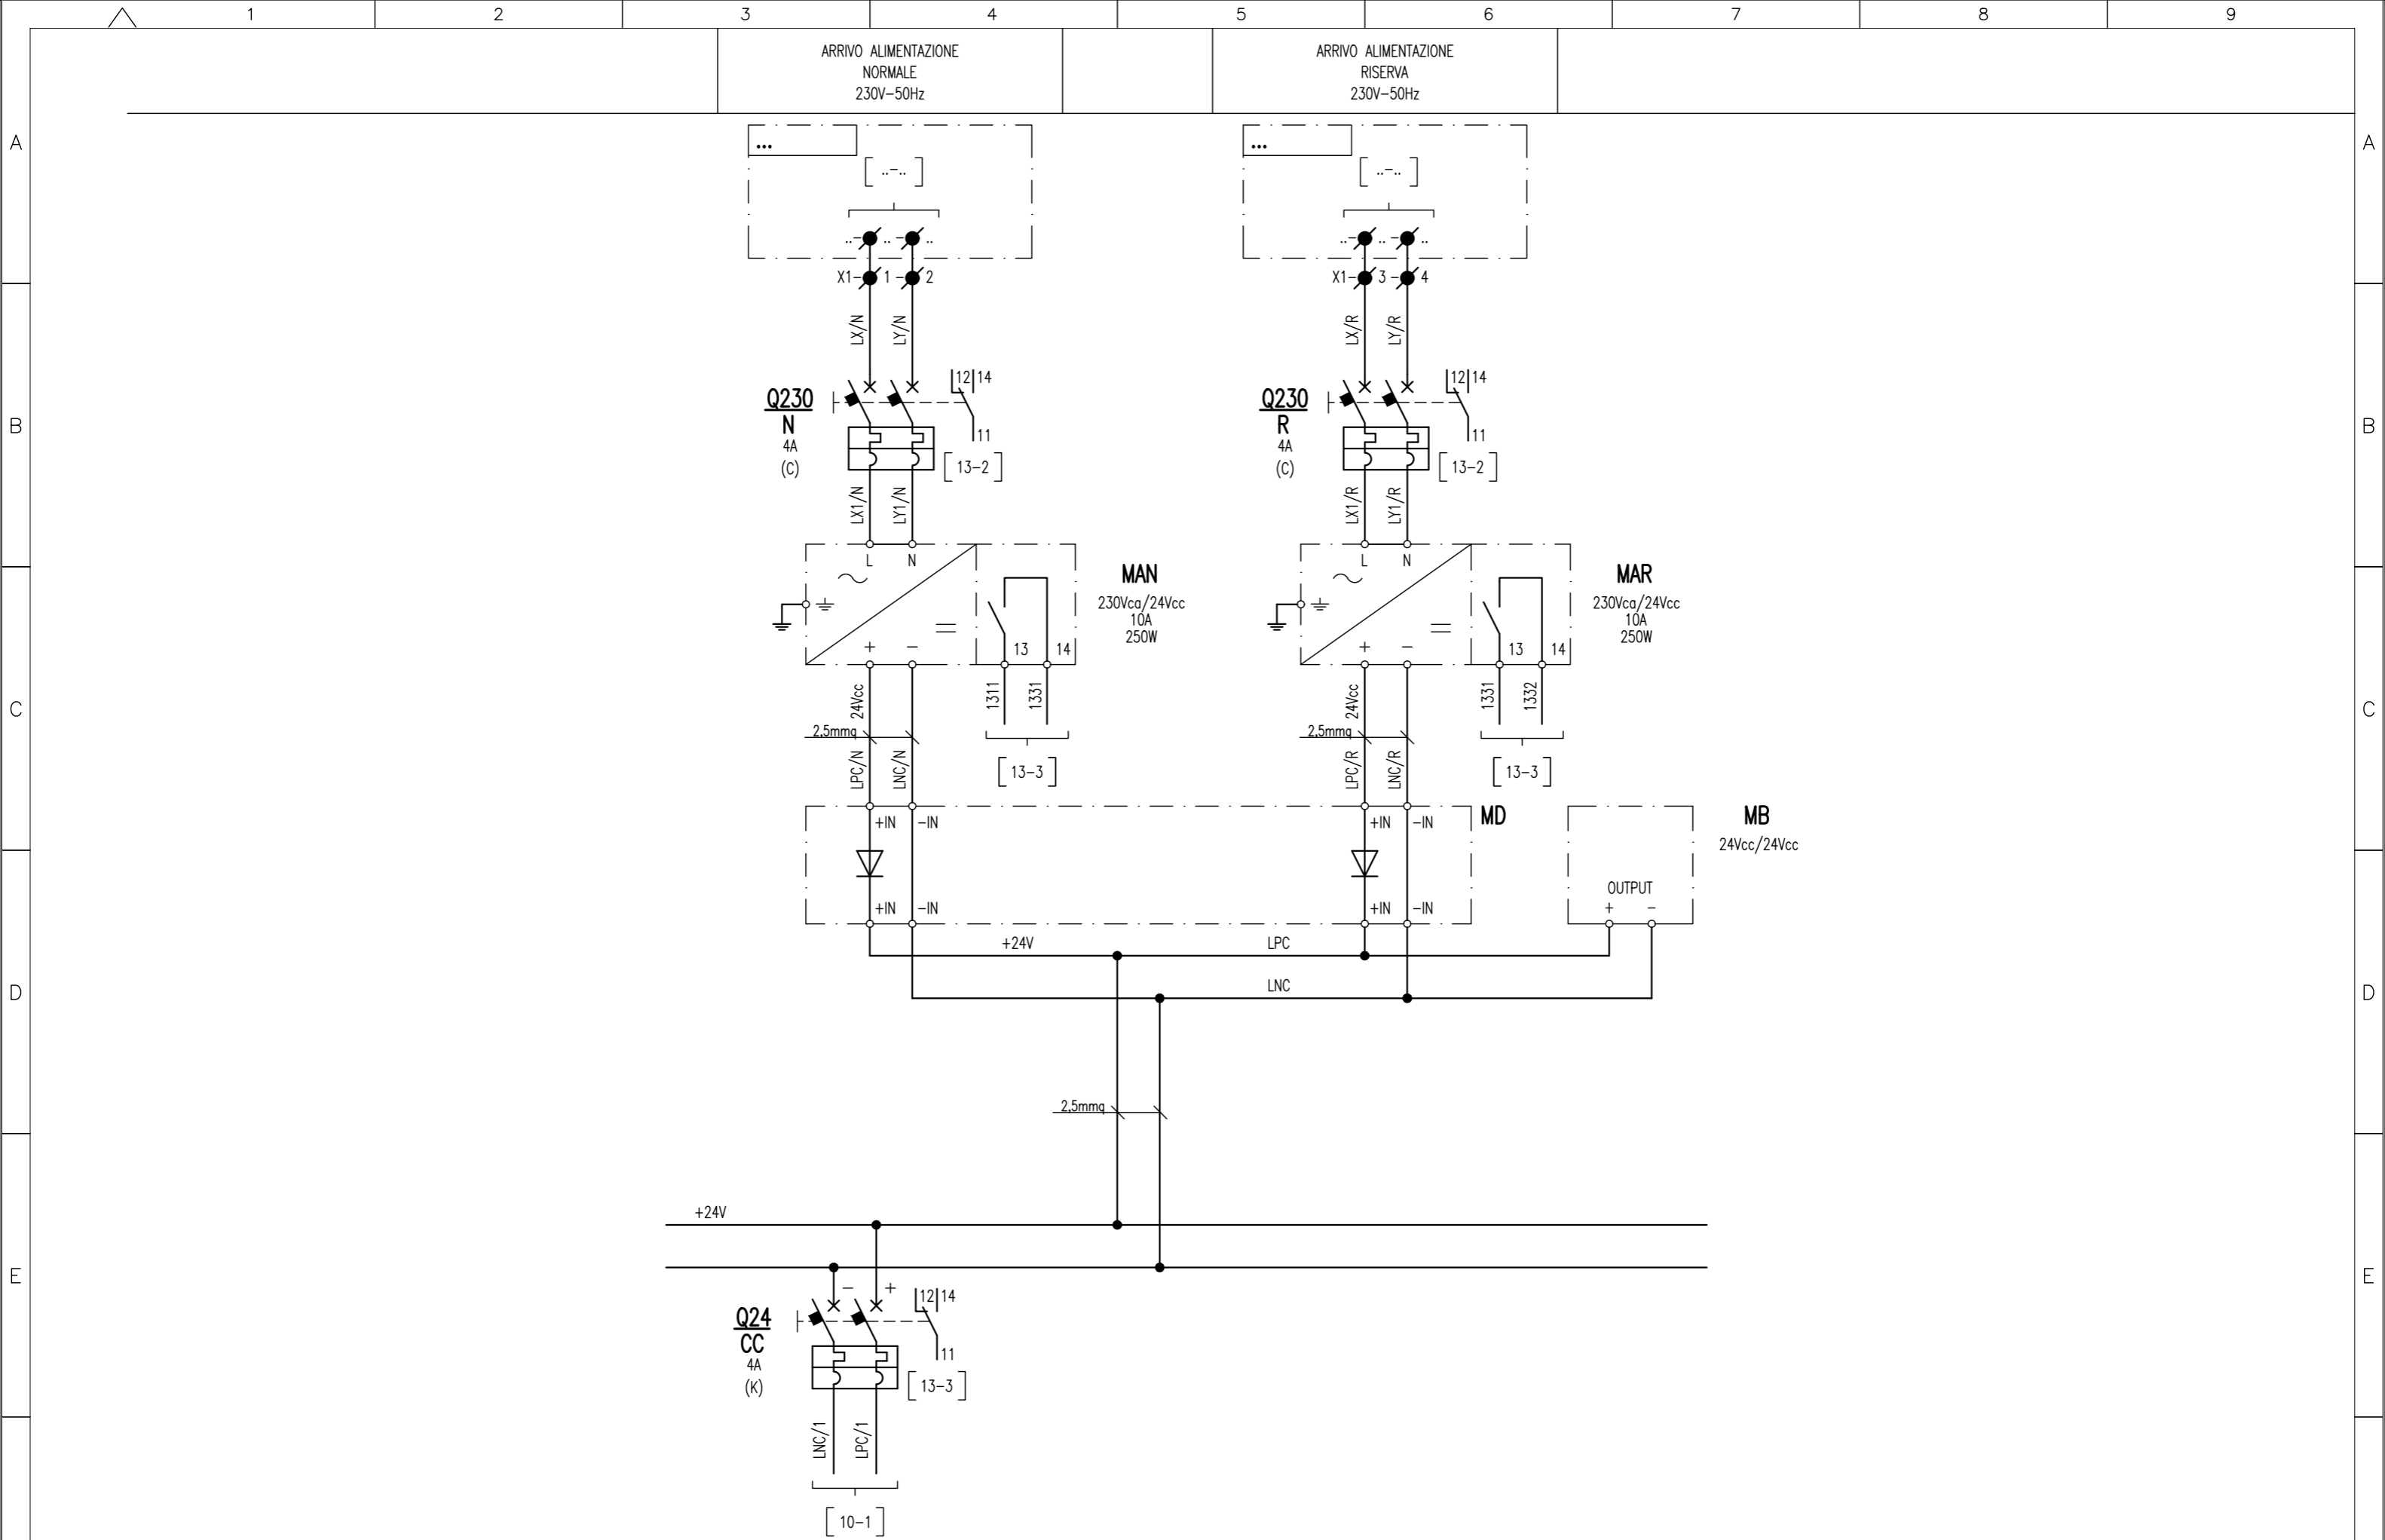 1 2 3 4 5 6 7 8 9
ARRIVO ALIMENTAZIONE
NORMALE
230V-50Hz
ARRIVO ALIMENTAZIONE
RISERVA
230V-50Hz
A A
... ...
..-.. ..-..
..- ..- .. ..- ..- ..
X1- 1 - 2 X1- 3 - 4
LX/N LY/N LX/R LY/R
B B
Q230
N
4A
(C)
12 14
11
13-2
Q230
R
4A
(C)
12 14
11
13-2
LX1/N LY1/N LX1/R LY1/R
L N
+ -
13 14
MAN
230Vca/24Vcc
10A
250W
L N
+ -
13 14
MAR
230Vca/24Vcc
10A
250W
C C
24Vcc 1311 1331
2,5mmq
LPC/N LNC/N
13-3
24Vcc 1331 1332
2,5mmq
LPC/R LNC/R
13-3
+IN -IN +IN -IN
MD
MB
24Vcc/24Vcc
OUTPUT
+ -
+IN -IN +IN -IN
+24V LPC
LNC
D D
2,5mmq
+24V
E E
- +
Q24
CC
4A
(K)
12 14
11
13-3
LNC/1 LPC/1
10-1